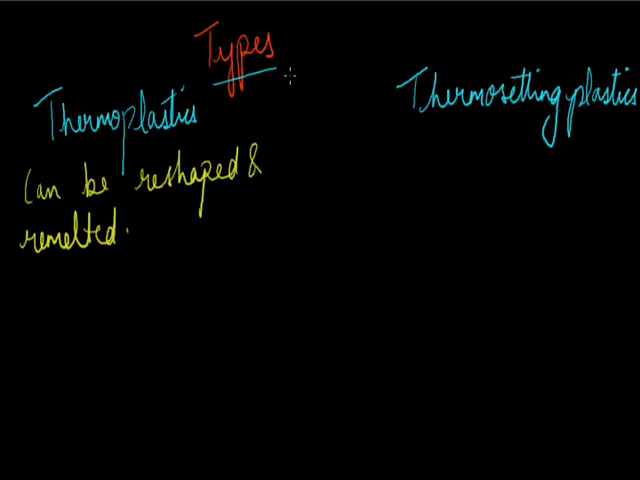 Types
Thermoplastics
Thermosetting plastics
Can be reshaped &
remelted.